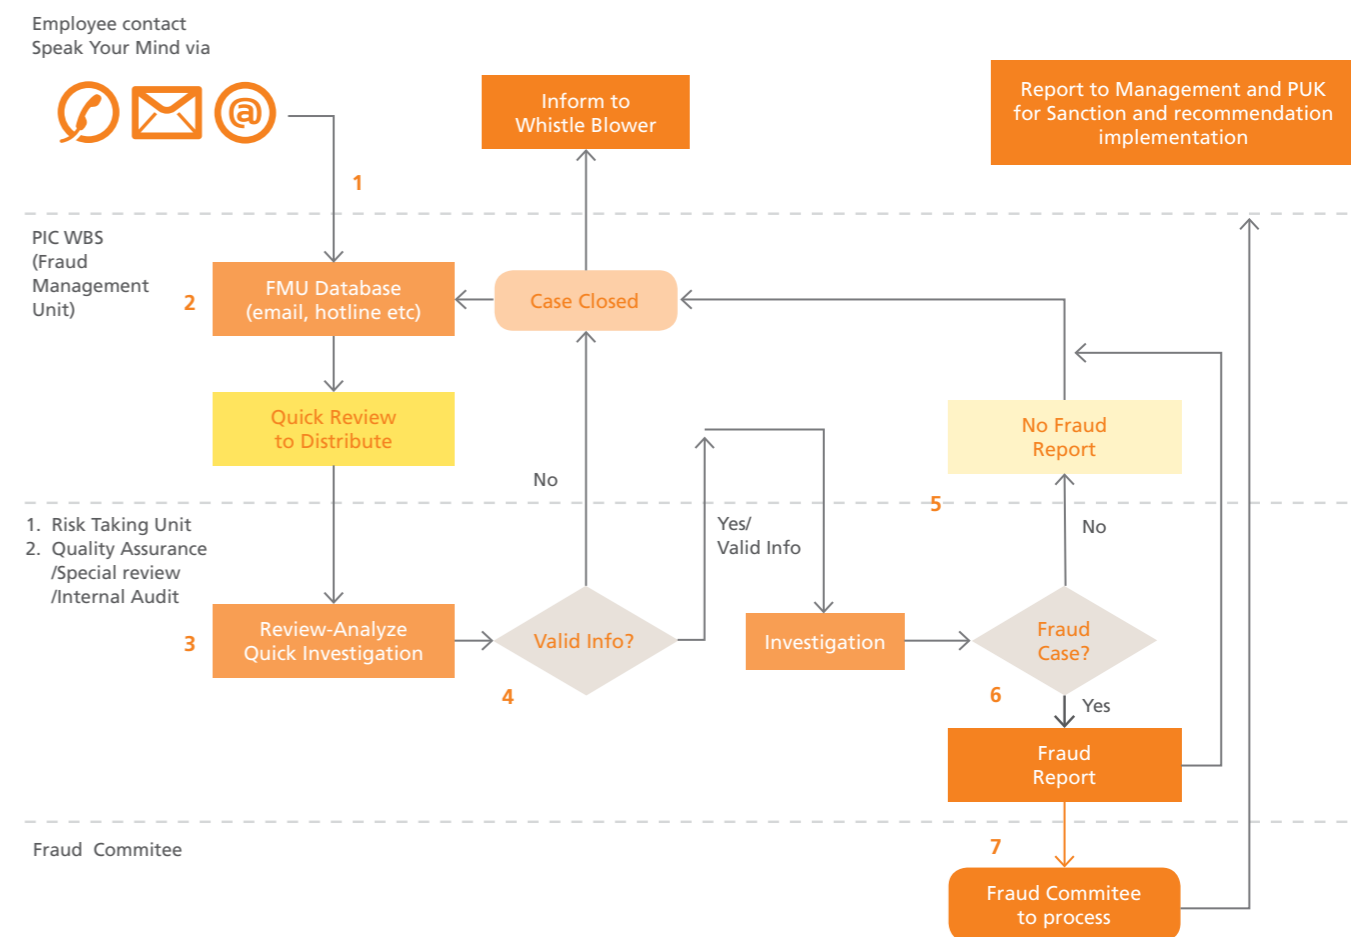 Employee contact
Speak Your Mind via
@
Inform to
Whistle Blower
Report to Management and PUK
for Sanction and recommendation
implementation
1
PIC WBS
(Fraud
Management
Unit)
2
FMU Database
(email, hotline etc)
Case Closed
Quick Review
to Distribute
No Fraud
Report
No
5
1. Risk Taking Unit
2. Quality Assurance
/Special review
/Internal Audit
Yes/
Valid Info
No
3
Review-Analyze
Quick Investigation
Valid Info?
4
Investigation
Fraud
Case?
6
Yes
Fraud
Report
Fraud Commitee
7
Fraud Commitee
to process